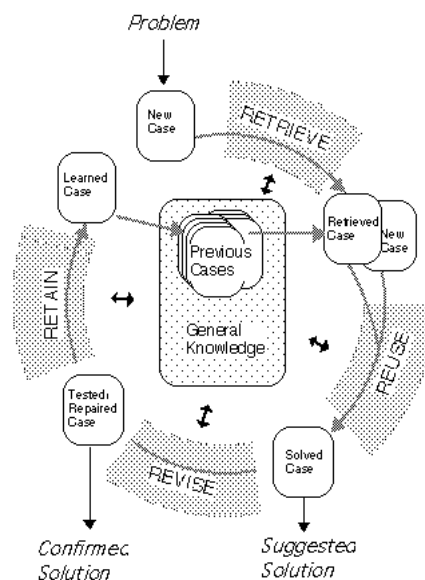 Problem
New
Case
RETRIEVE
Learned
Case
Retrieved
Case
New
Case
Previous
Cases
General
Knowledge
RETAIN
REUSE
Tested/
Repaired
Case
REVISE
Solved
Case
Confirmed
Solution
Suggested
Solution